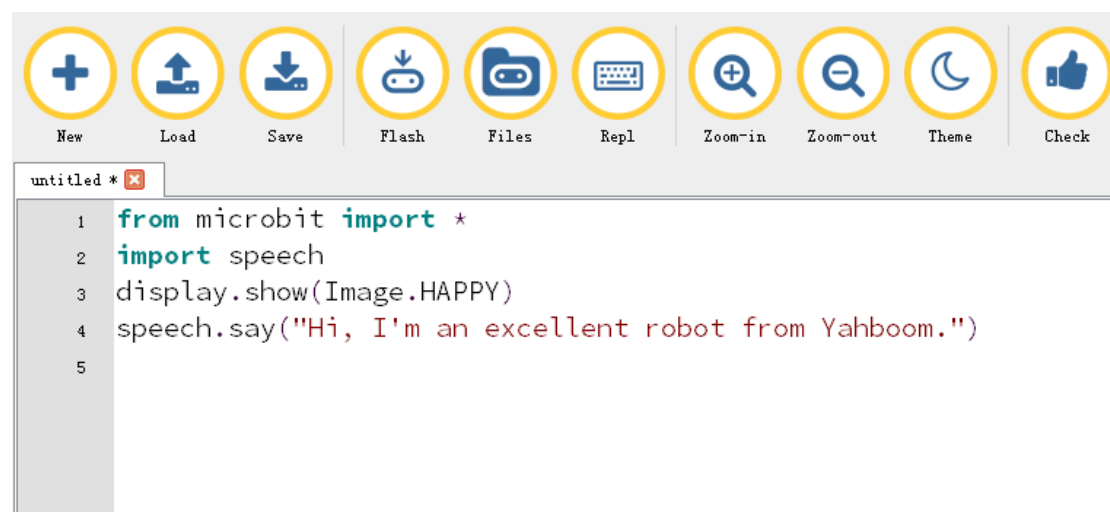 New Load Save Flash Files Repl Zoom-in Zoom-out Theme Check
untitled *
1 from microbit import *
2 import speech
3 display.show(Image.HAPPY)
4 speech.say("Hi, I'm an excellent robot from Yahboom.")
5